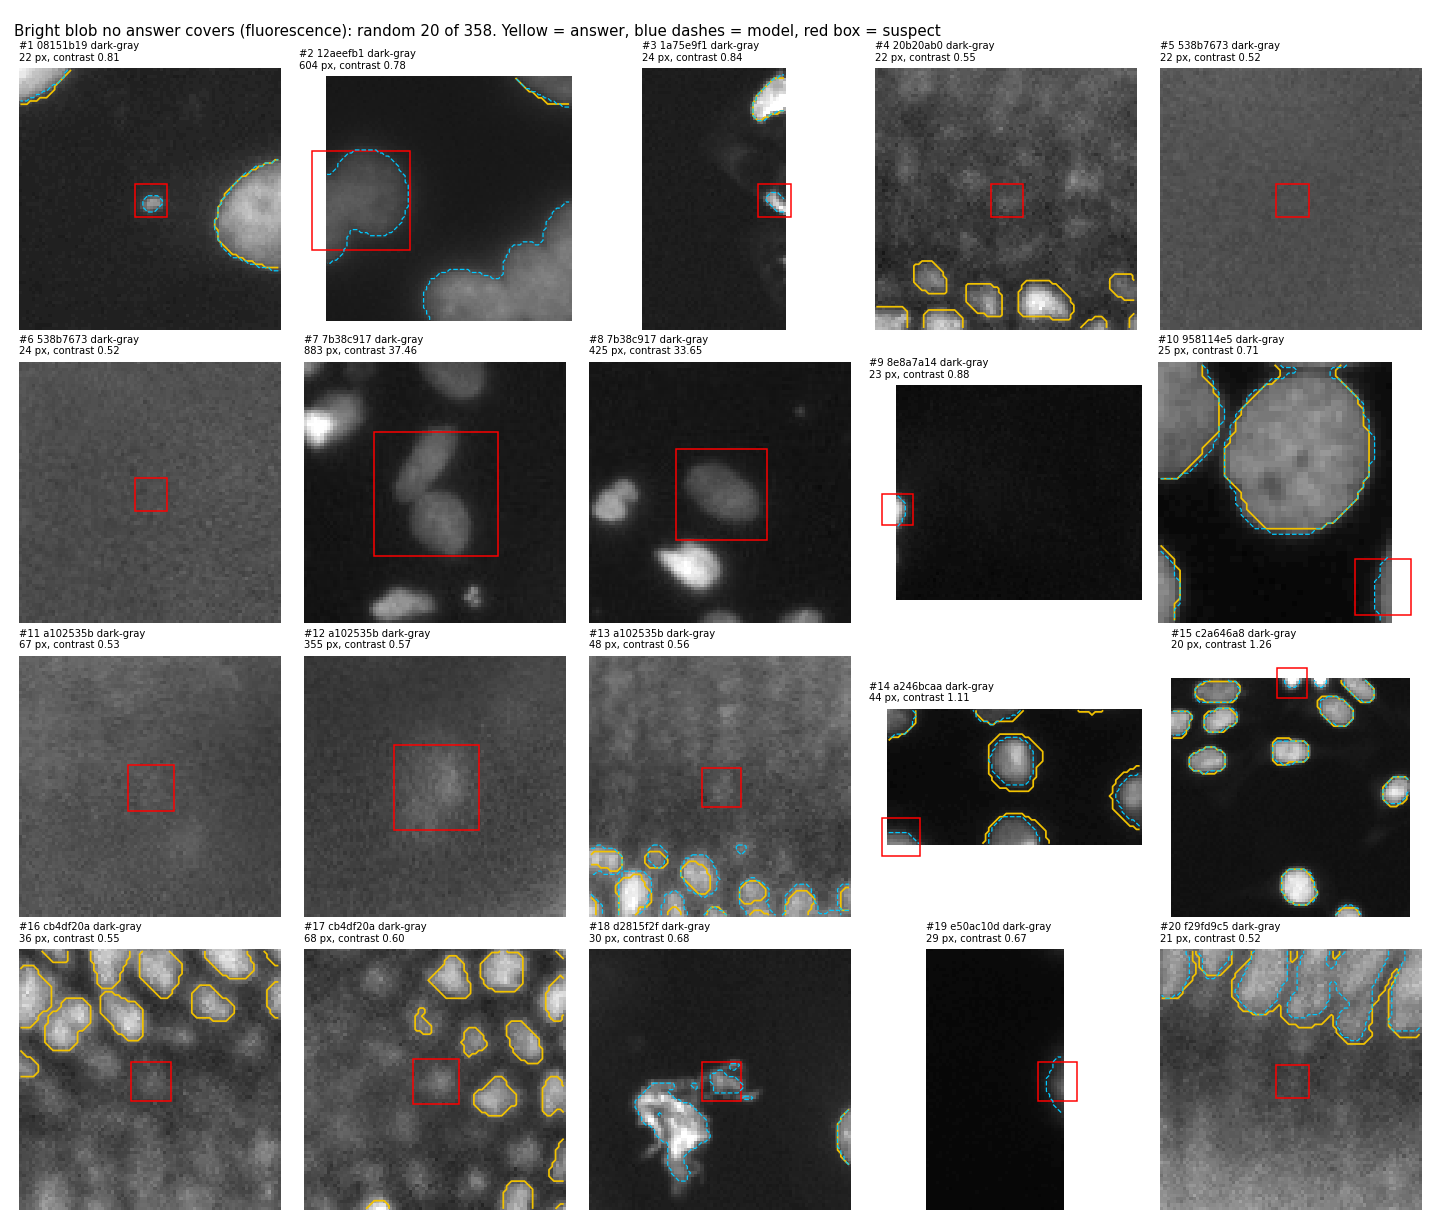 Bright blob no answer covers (fluorescence): random 20 of 358. Yellow = answer, blue dashes = model, red box = suspect
#1 08151b19 dark-gray
22 px, contrast 0.81
#2 12aeefb1 dark-gray
604 px, contrast 0.78
#3 1a75e9f1 dark-gray
24 px, contrast 0.84
#4 20b20ab0 dark-gray
22 px, contrast 0.55
#5 538b7673 dark-gray
22 px, contrast 0.52
#6 538b7673 dark-gray
24 px, contrast 0.52
#7 7b38c917 dark-gray
883 px, contrast 37.46
#8 7b38c917 dark-gray
425 px, contrast 33.65
#9 8e8a7a14 dark-gray
23 px, contrast 0.88
#10 958114e5 dark-gray
25 px, contrast 0.71
#11 a102535b dark-gray
67 px, contrast 0.53
#12 a102535b dark-gray
355 px, contrast 0.57
#13 a102535b dark-gray
48 px, contrast 0.56
#14 a246bcaa dark-gray
44 px, contrast 1.11
#15 c2a646a8 dark-gray
20 px, contrast 1.26
#16 cb4df20a dark-gray
36 px, contrast 0.55
#17 cb4df20a dark-gray
68 px, contrast 0.60
#18 d2815f2f dark-gray
30 px, contrast 0.68
#19 e50ac10d dark-gray
29 px, contrast 0.67
#20 f29fd9c5 dark-gray
21 px, contrast 0.52